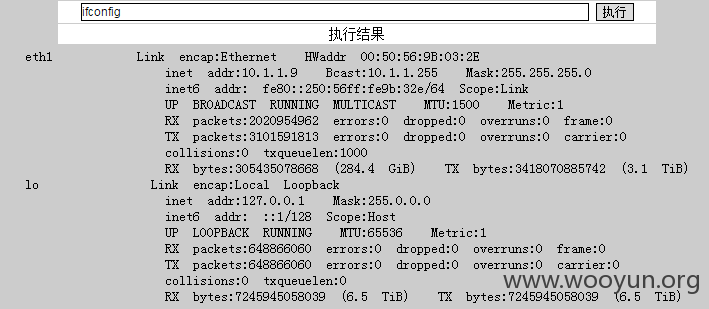 ifconfig 执行
执行结果
eth1 Link encap:Ethernet HWaddr 00:50:56:9B:03:2E
inet addr:10.1.1.9 Bcast:10.1.1.255 Mask:255.255.255.0
inet6 addr: fe80::250:56ff:fe9b:32e/64 Scope:Link
UP BROADCAST RUNNING MULTICAST MTU:1500 Metric:1
RX packets:2020954962 errors:0 dropped:0 overruns:0 frame:0
TX packets:3101591813 errors:0 dropped:0 overruns:0 carrier:0
collisions:0 txqueuelen:1000
RX bytes:305435078668 (284.4 GiB) TX bytes:3418070885742 (3.1 TiB)
lo Link encap:Local Loopback
inet addr:127.0.0.1 Mask:255.0.0.0
inet6 addr: ::1/128 Scope:Host
UP LOOPBACK RUNNING MTU:65536 Metric:1
RX packets:648866060 errors:0 dropped:0 overruns:0 frame:0
TX packets:648866060 errors:0 dropped:0 overruns:0 carrier:0
collisions:0 txqueuelen:0
RX bytes:7245945058039 (6.5 TiB) TX bytes:7245945058039 (6.5 TiB)
www.wooyun.org